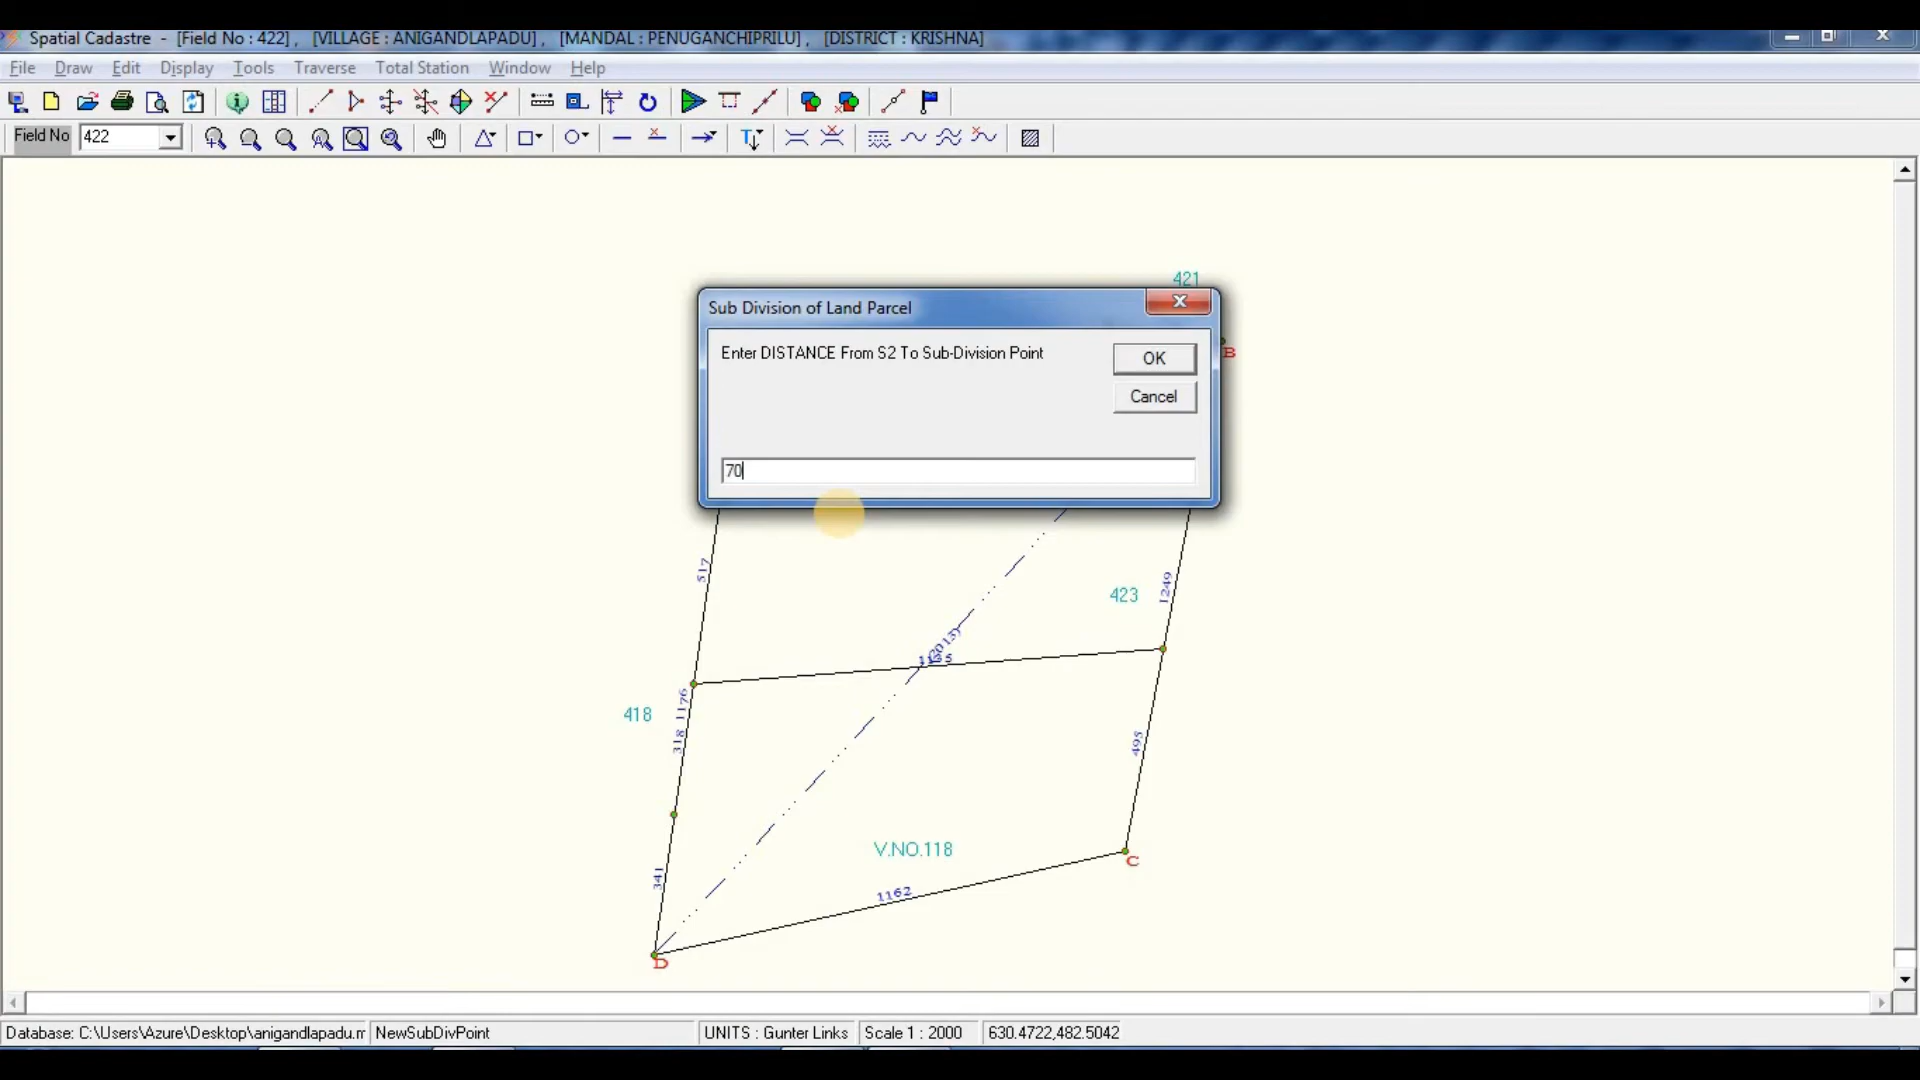 Spatial Cadastre - [Field No : 422] , [VILLAGE : ANIGANDLAPADU] , [MANDAL : PENUGANCHIPRILU] , [DISTRICT : KRISHNA]
File Draw Edit Display Tools Traverse Total Station Window Help
Field No 422
421
Sub Division of Land Parcel
B
Enter DISTANCE From S2 To Sub-Division Point
OK
Cancel
70
517
1249
423
(2013)
418
1176
318
495
V.NO.118
C
341
1162
D
Database: C:\Users\Azure\Desktop\anigandlapadu.m NewSubDivPoint UNITS : Gunter Links Scale 1 : 2000 630.4722,482.5042